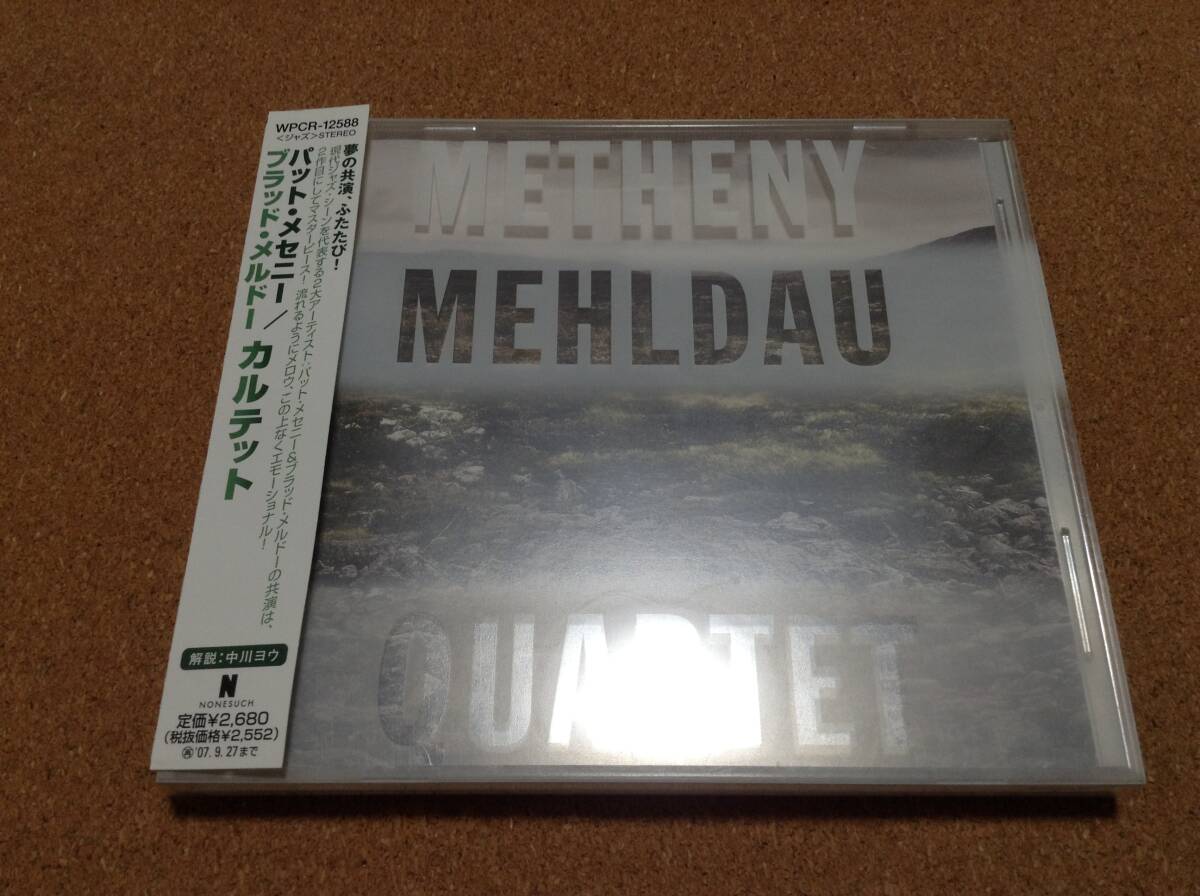 WPCR-12588
<ジャズ>STEREO
夢の共演、ふたたび!
現代ジャズ・シーンを代表する2大アーティスト:パット・メセニー&ブラッド・メルドーの共演は、
2作目にしてマスターピース! 流れるようにメロウ、この上なくエモーショナル!
パット・メセニー/
ブラッド・メルドー カルテット
解説:中川ヨウ
N
NONESUCH
定価¥2,680
(税抜価格¥2,552)
再 '07.9.27まで
METHENY
MEHLDAU
QUARTET